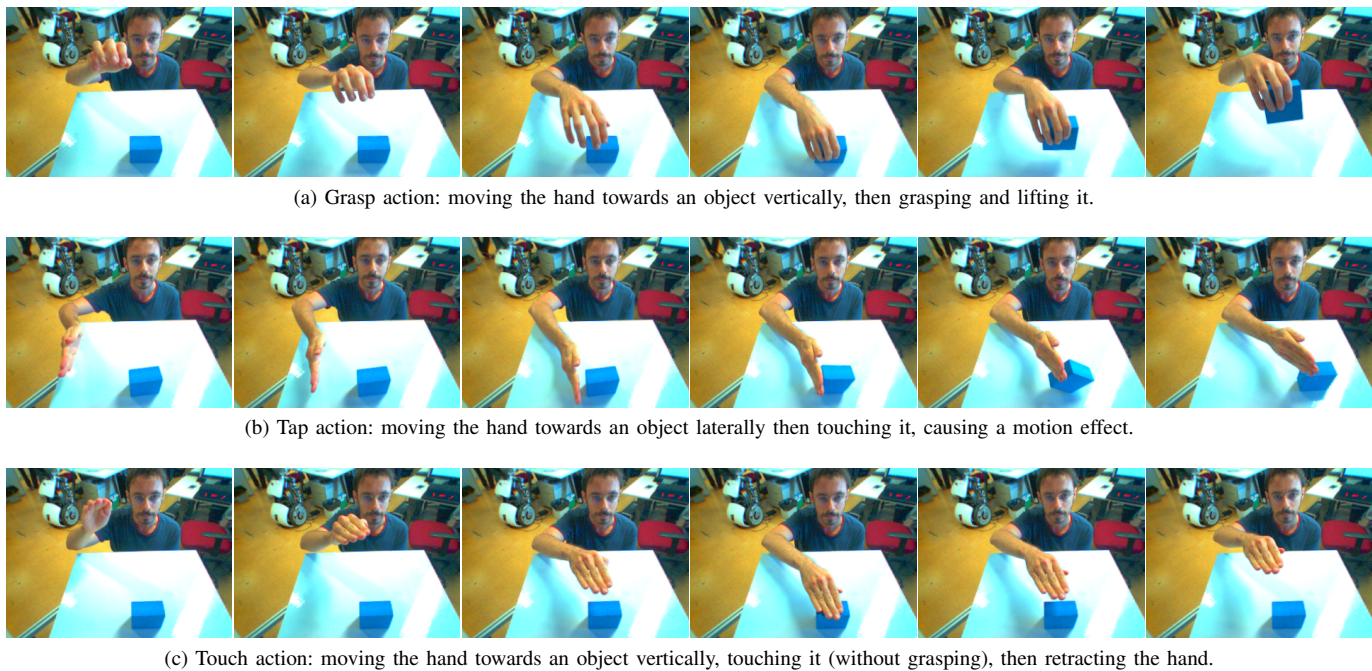 (a) Grasp action: moving the hand towards an object vertically, then grasping and lifting it.
(b) Tap action: moving the hand towards an object laterally then touching it, causing a motion effect.
(c) Touch action: moving the hand towards an object vertically, touching it (without grasping), then retracting the hand.